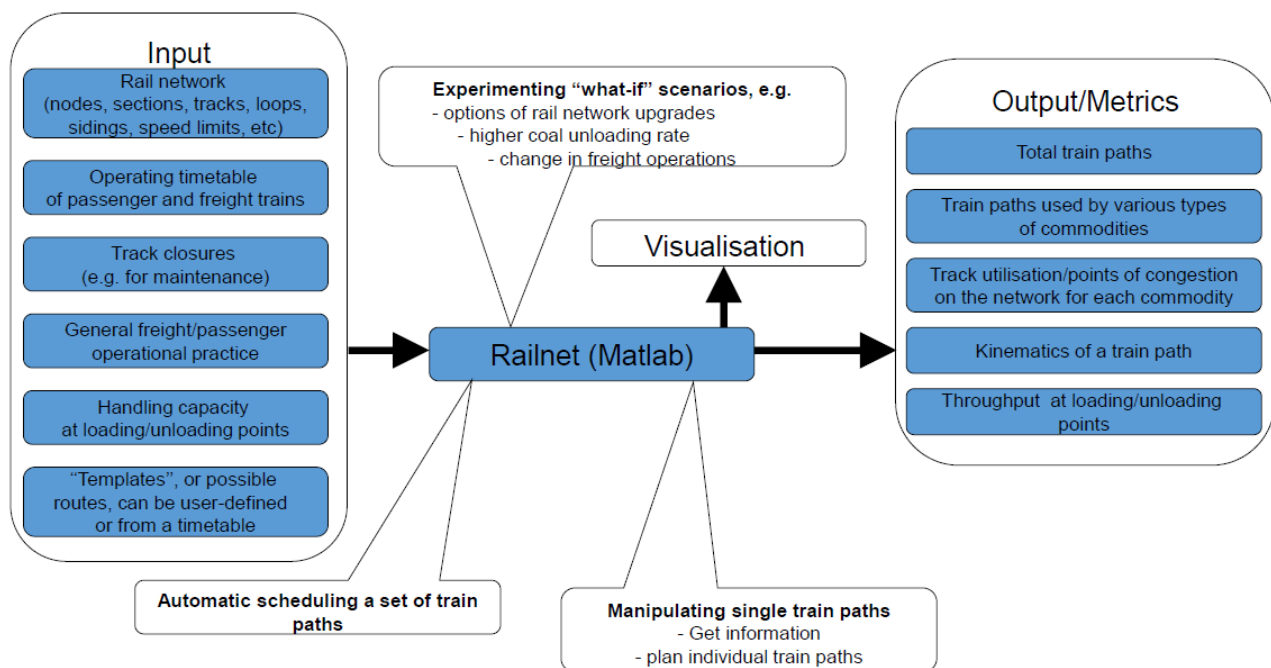 Input
Rail network
(nodes, sections, tracks, loops,
sidings, speed limits, etc)
Operating timetable
of passenger and freight trains
Track closures
(e.g. for maintenance)
General freight/passenger
operational practice
Handling capacity
at loading/unloading points
“Templates”, or possible
routes, can be user-defined
or from a timetable
Experimenting “what-if” scenarios, e.g.
- options of rail network upgrades
- higher coal unloading rate
- change in freight operations
Visualisation
Railnet (Matlab)
Automatic scheduling a set of train
paths
Manipulating single train paths
- Get information
- plan individual train paths
Output/Metrics
Total train paths
Train paths used by various types
of commodities
Track utilisation/points of congestion
on the network for each commodity
Kinematics of a train path
Throughput at loading/unloading
points